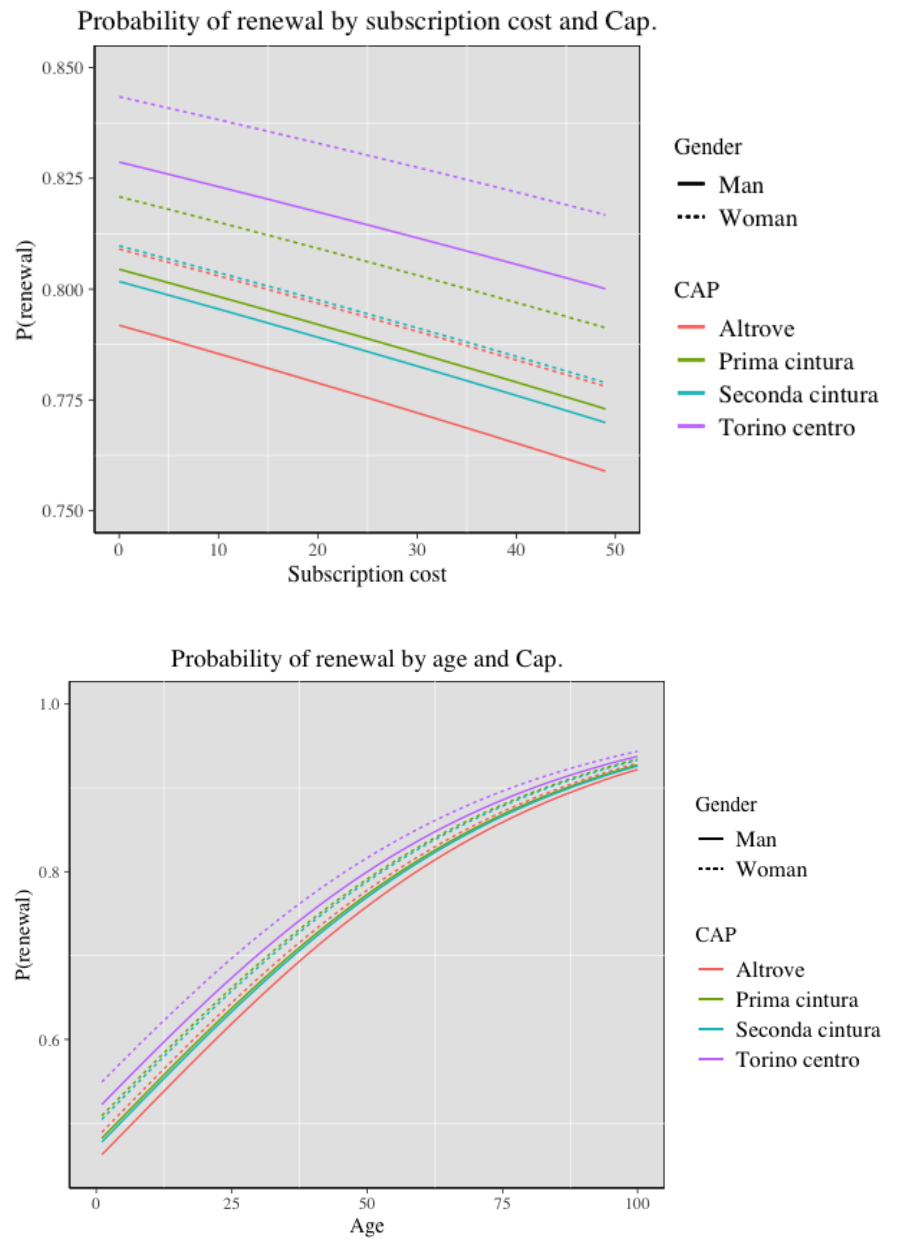 Probability of renewal by subscription cost and Cap.
0.850
0.825
0.800
0.775
0.750
P(renewal)
0 10 20 30 40 50
Subscription cost
Gender
Man
Woman
CAP
Altrove
Prima cintura
Seconda cintura
Torino centro
Probability of renewal by age and Cap.
1.0
0.8
0.6
P(renewal)
0 25 50 75 100
Age
Gender
Man
Woman
CAP
Altrove
Prima cintura
Seconda cintura
Torino centro